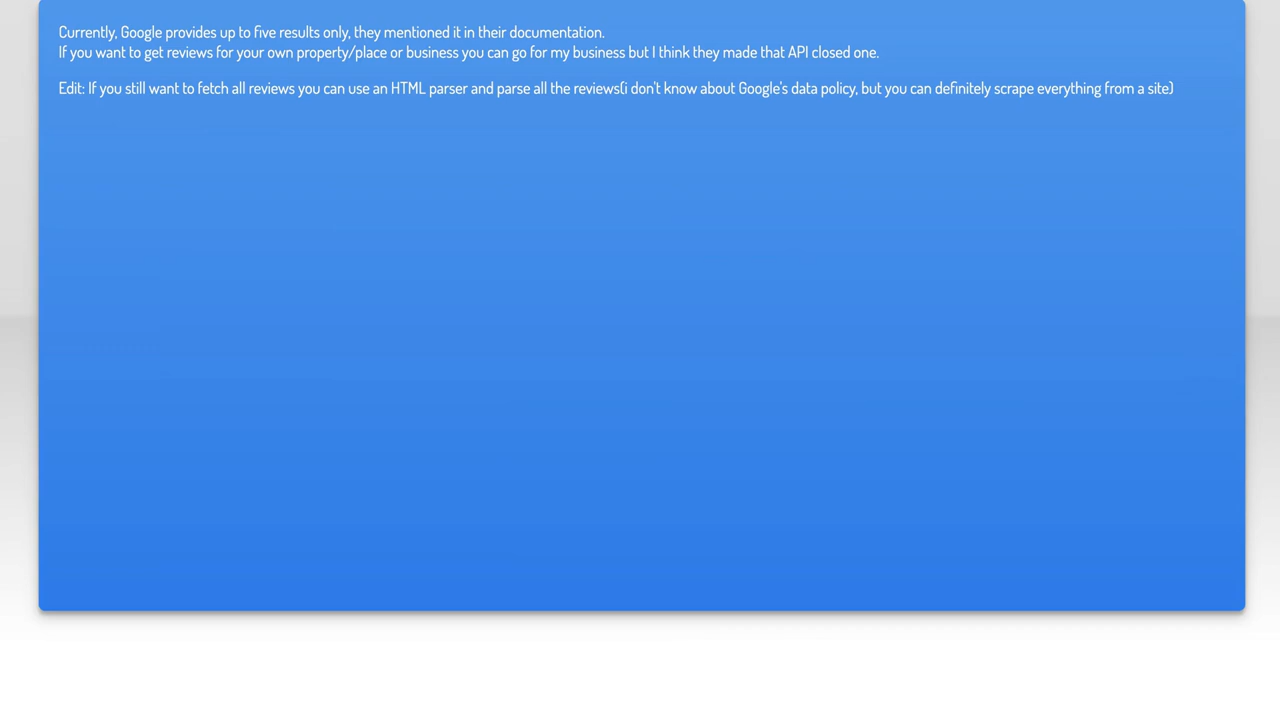 Currently, Google provides up to five results only, they mentioned it in their documentation.
If you want to get reviews for your own property/place or business you can go for my business but I think they made that API closed one.
Edit: If you still want to fetch all reviews you can use an HTML parser and parse all the reviews(i don't know about Google's data policy, but you can definitely scrape everything from a site)